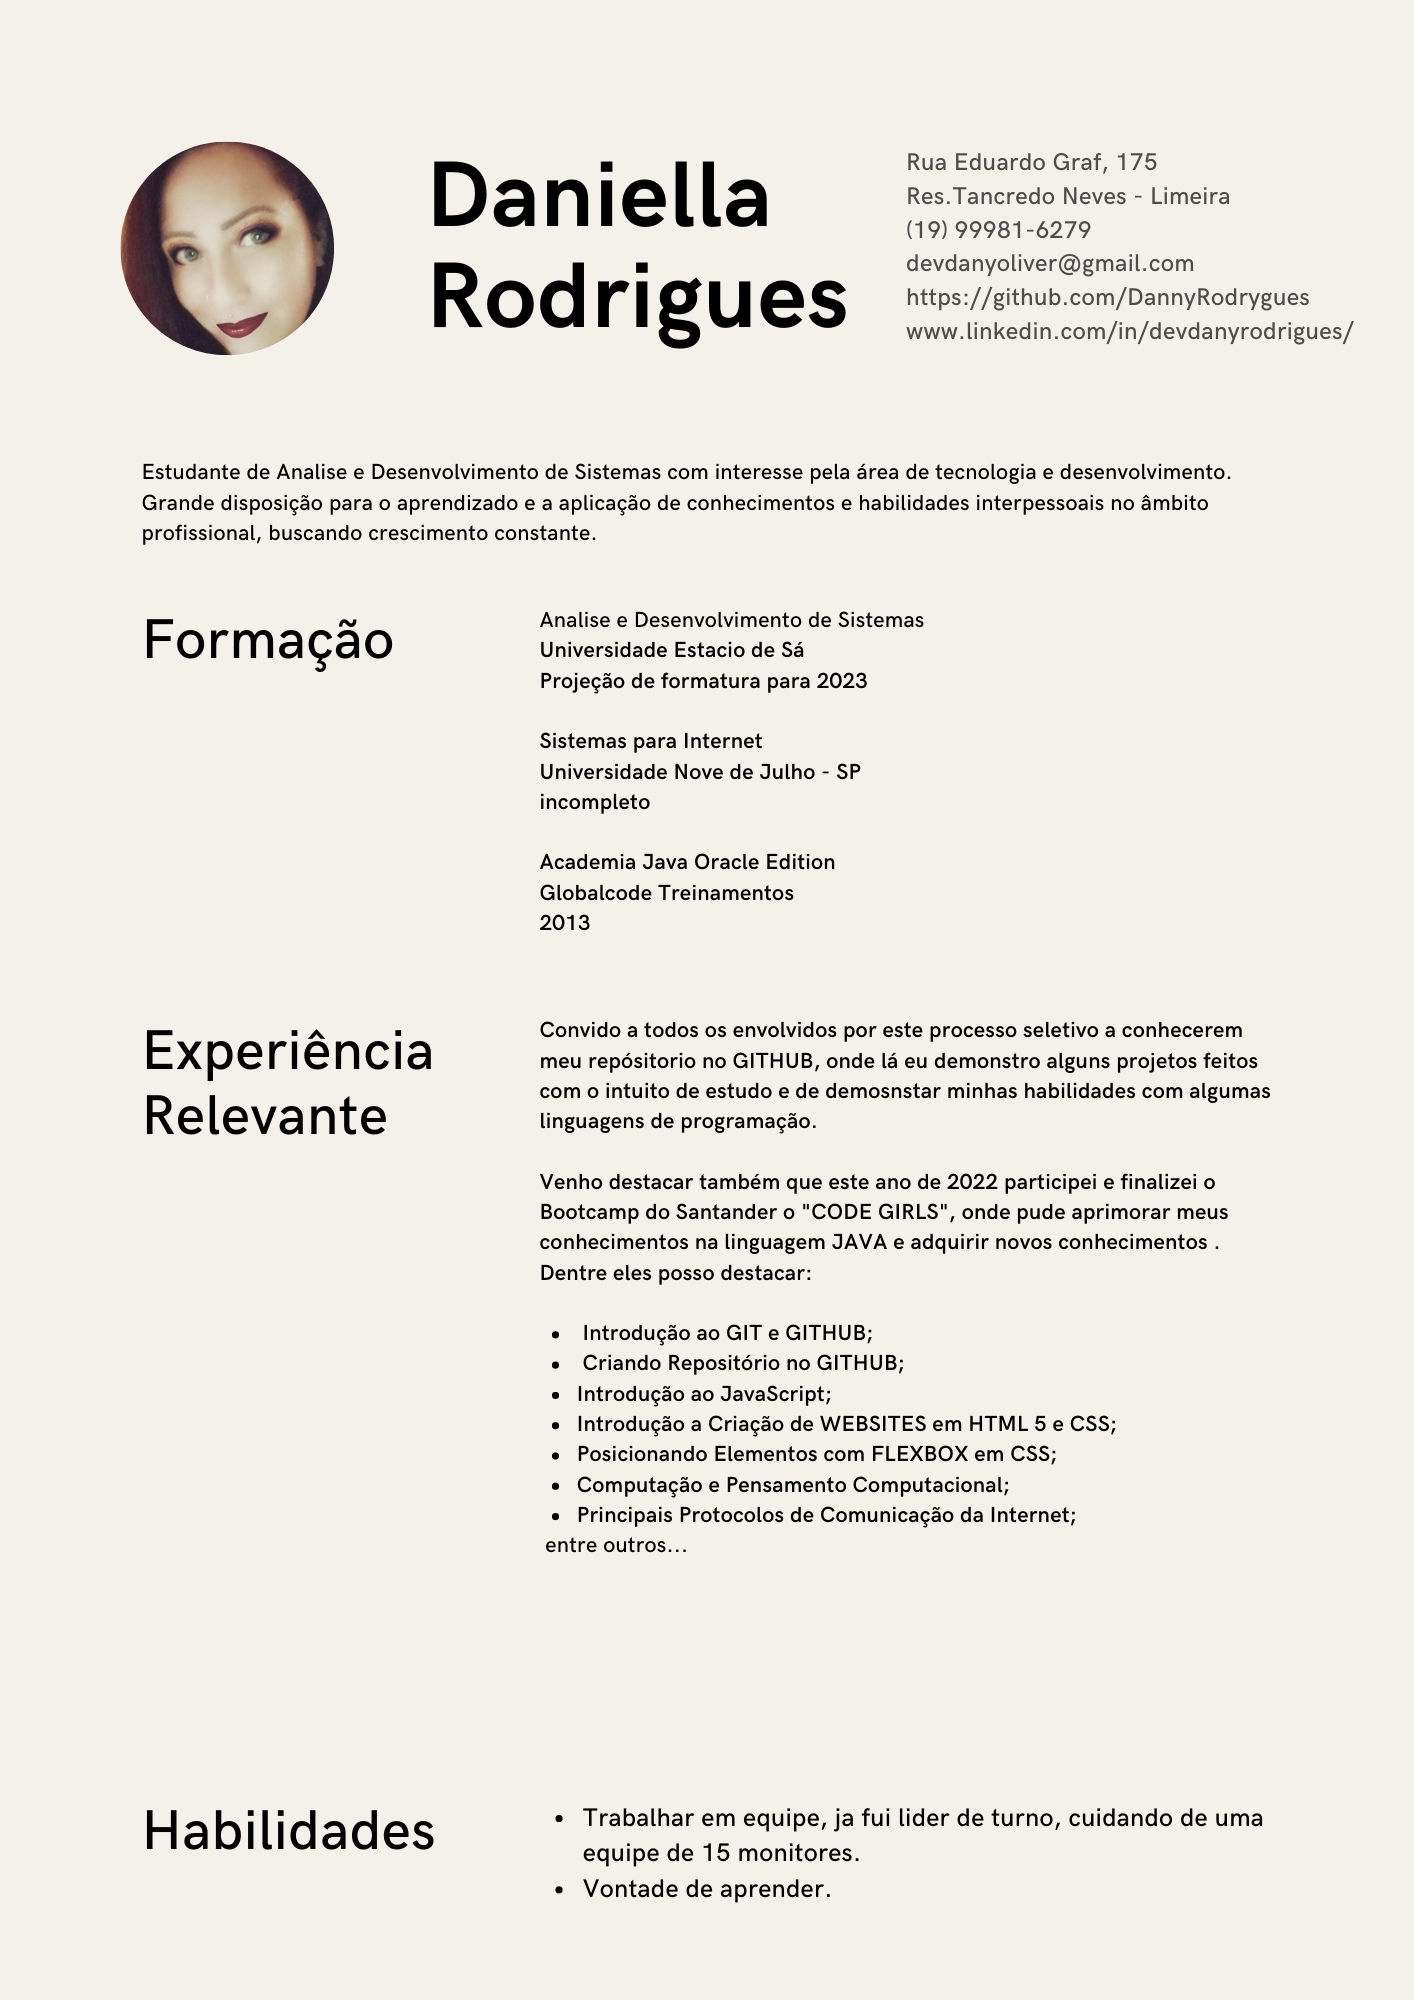 Daniella
Rodrigues
Rua Eduardo Graf, 175
Res.Tancredo Neves - Limeira
(19) 99981-6279
devdanyoliver@gmail.com
https://github.com/DannyRodrygues
www.linkedin.com/in/devdanyrodrigues/
Estudante de Analise e Desenvolvimento de Sistemas com interesse pela área de tecnologia e desenvolvimento.
Grande disposição para o aprendizado e a aplicação de conhecimentos e habilidades interpessoais no âmbito
profissional, buscando crescimento constante.
Formação
Analise e Desenvolvimento de Sistemas
Universidade Estacio de Sá
Projeção de formatura para 2023
Sistemas para Internet
Universidade Nove de Julho - SP
incompleto
Academia Java Oracle Edition
Globalcode Treinamentos
2013
Experiência
Relevante
Convido a todos os envolvidos por este processo seletivo a conhecerem
meu repósitorio no GITHUB, onde lá eu demonstro alguns projetos feitos
com o intuito de estudo e de demosnstar minhas habilidades com algumas
linguagens de programação.
Venho destacar também que este ano de 2022 participei e finalizei o
Bootcamp do Santander o "CODE GIRLS", onde pude aprimorar meus
conhecimentos na linguagem JAVA e adquirir novos conhecimentos .
Dentre eles posso destacar:
• Introdução ao GIT e GITHUB;
• Criando Repositório no GITHUB;
• Introdução ao JavaScript;
• Introdução a Criação de WEBSITES em HTML 5 e CSS;
• Posicionando Elementos com FLEXBOX em CSS;
• Computação e Pensamento Computacional;
• Principais Protocolos de Comunicação da Internet;
entre outros...
Habilidades
• Trabalhar em equipe, ja fui lider de turno, cuidando de uma
equipe de 15 monitores.
• Vontade de aprender.